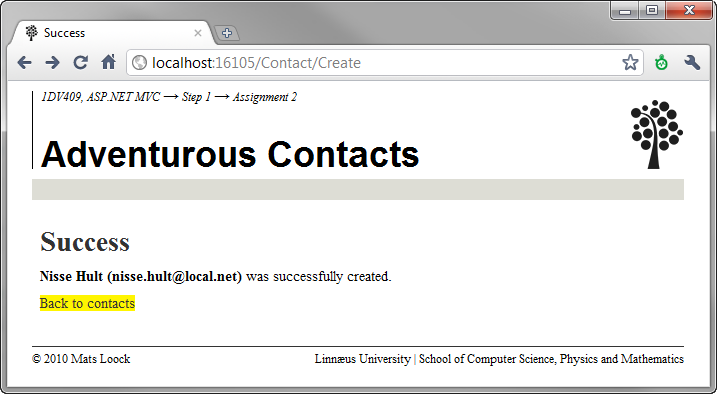 Success
localhost:16105/Contact/Create
1DV409, ASP.NET MVC → Step 1 → Assignment 2
Adventurous Contacts
Success
Nisse Hult (nisse.hult@local.net) was successfully created.
Back to contacts
© 2010 Mats Loock
Linnæus University | School of Computer Science, Physics and Mathematics